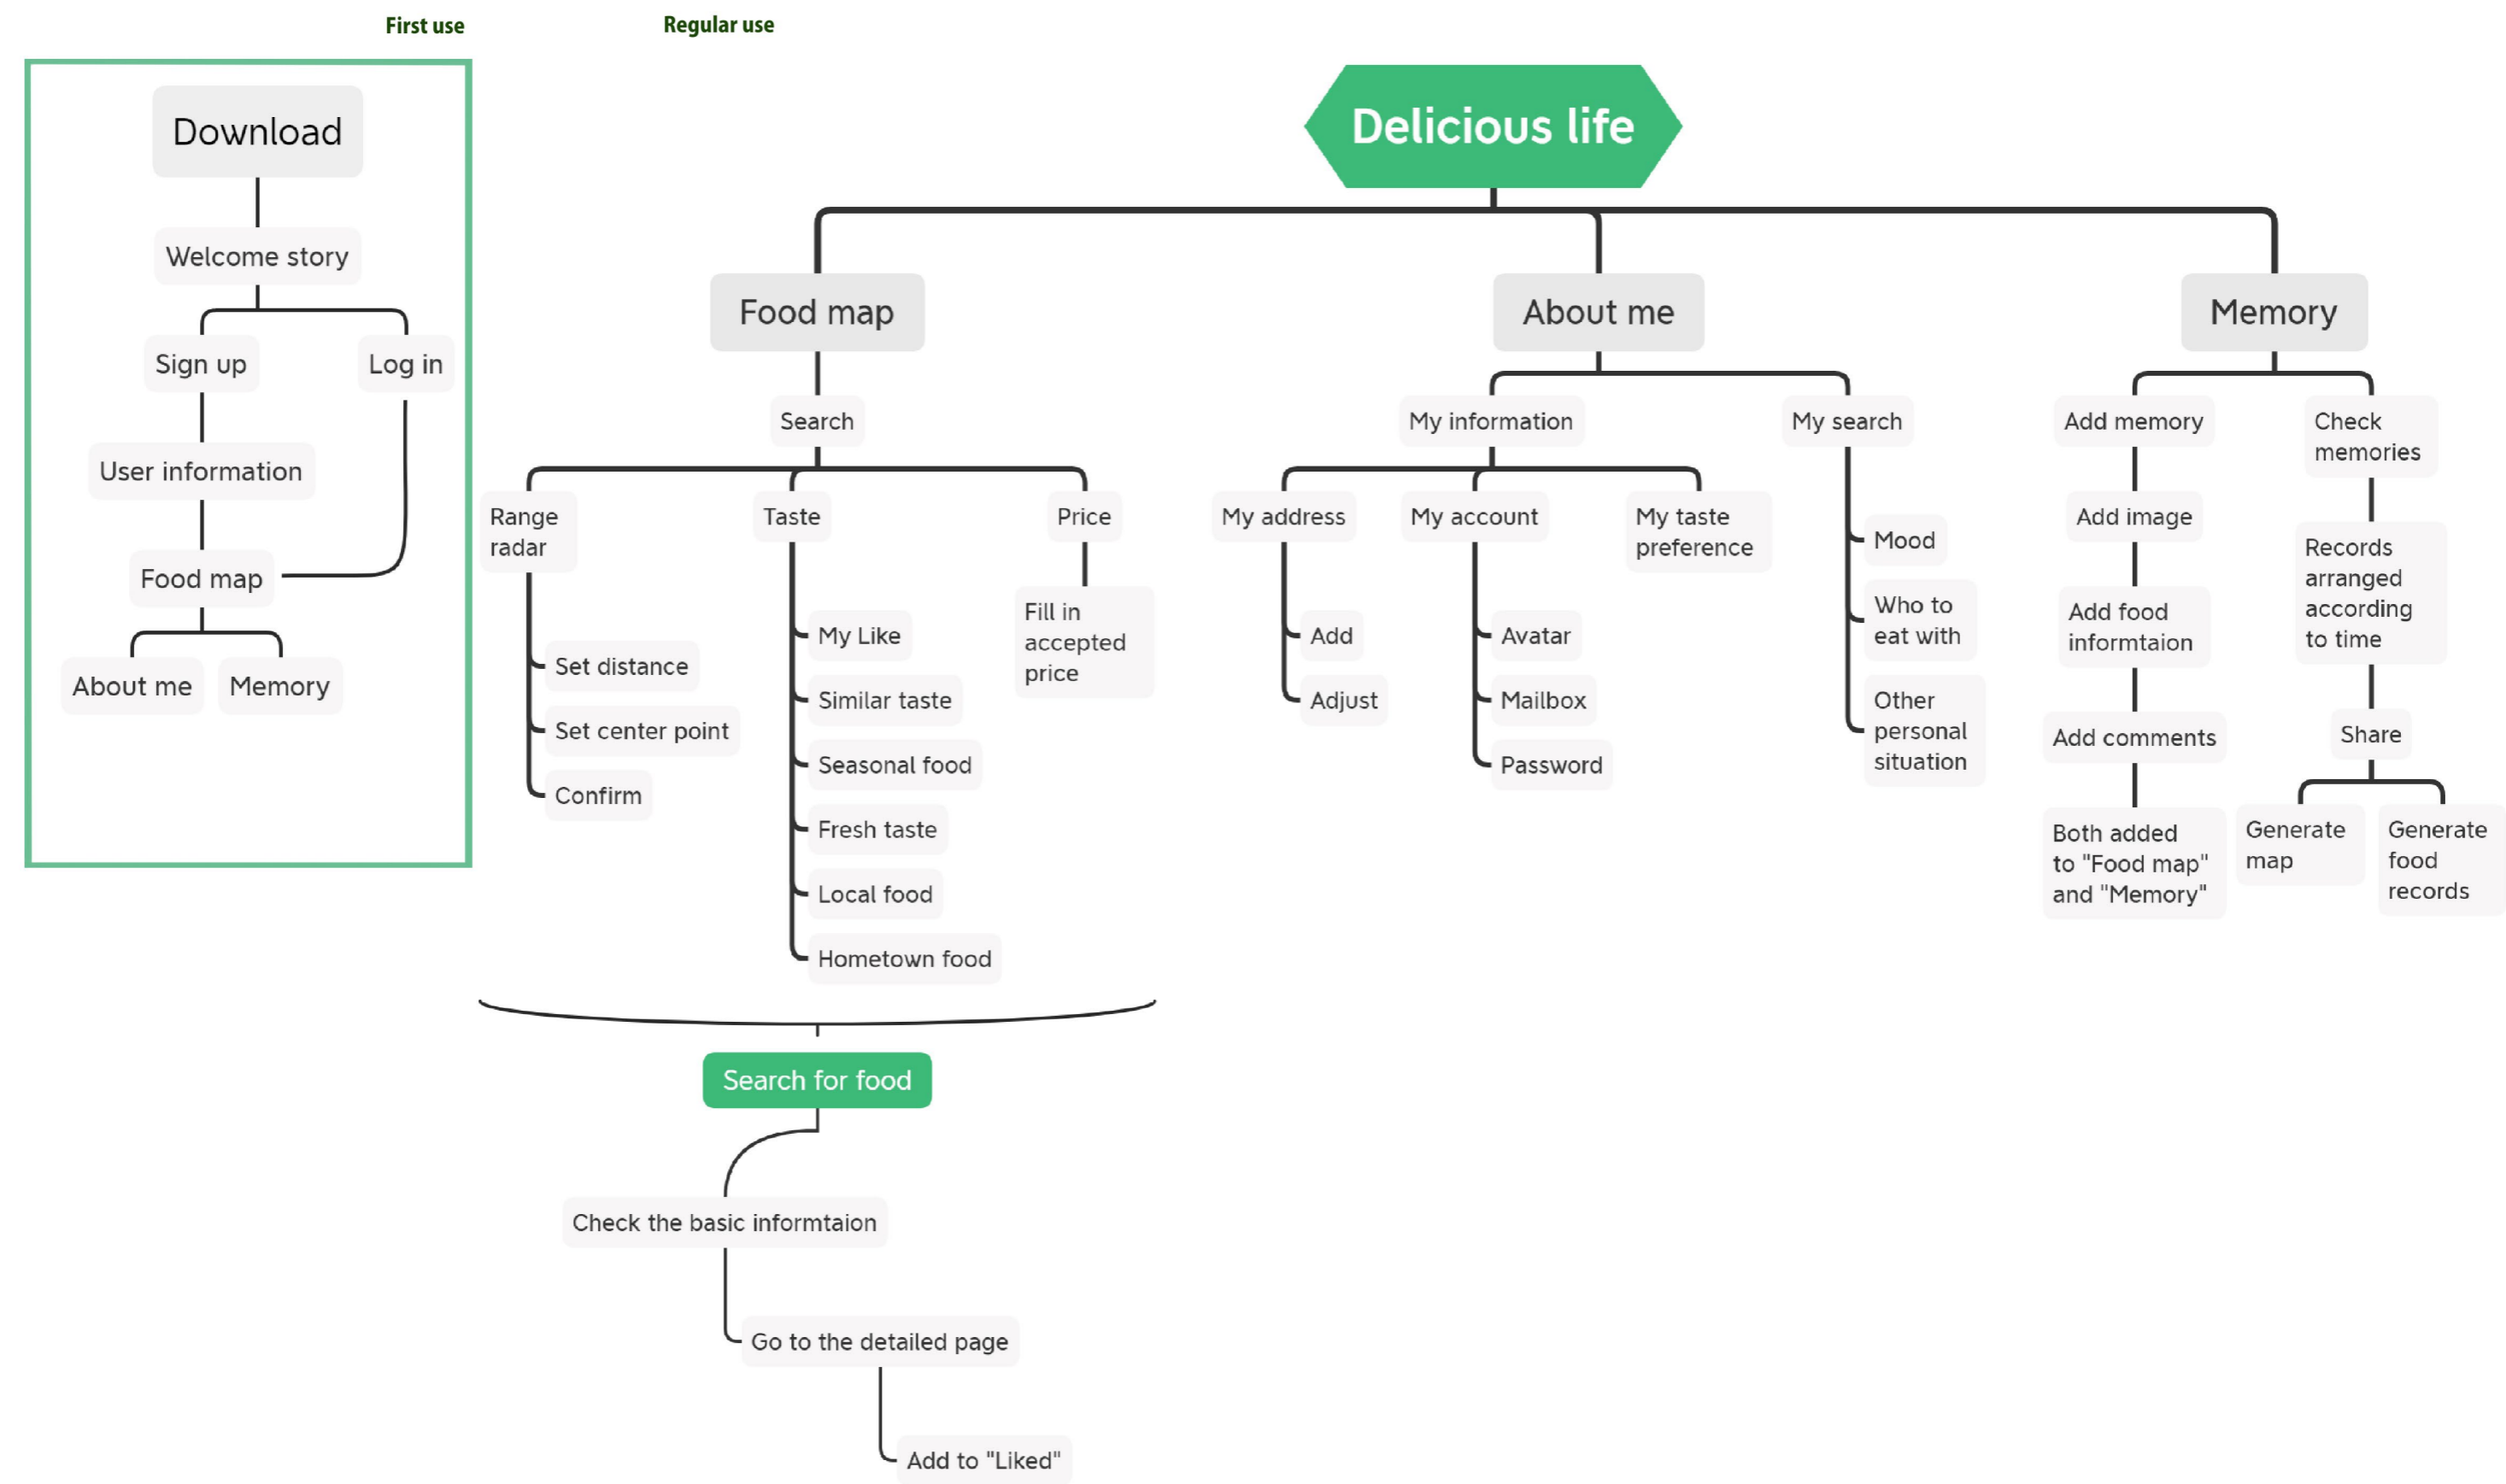 First use
Regular use
Download
Welcome story
Sign up
Log in
User information
Food map
About me
Memory
Delicious life
Food map
Search
Range
radar
Set distance
Set center point
Confirm
Taste
My Like
Similar taste
Seasonal food
Fresh taste
Local food
Hometown food
Price
Fill in
accepted
price
Search for food
Check the basic informtaion
Go to the detailed page
Add to "Liked"
About me
My information
My address
Add
Adjust
My account
Avatar
Mailbox
Password
My taste
preference
My search
Mood
Who to
eat with
Other
personal
situation
Memory
Add memory
Add image
Add food
informtaion
Add comments
Both added
to "Food map"
and "Memory"
Check
memories
Records
arranged
according
to time
Share
Generate
map
Generate
food
records